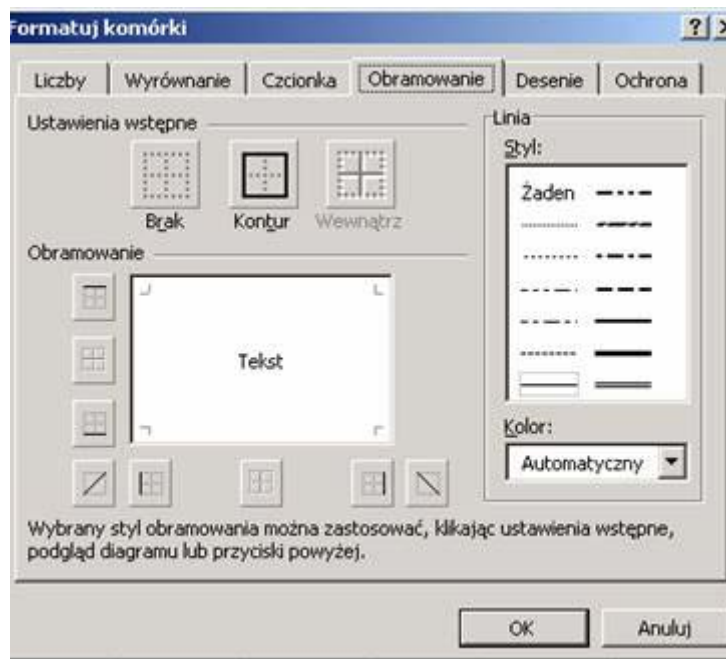 Formatuj komórki
Liczby Wyrównanie Czcionka Obramowanie Desenie Ochrona
Ustawienia wstępne
Brak Kontur Wewnątrz
Obramowanie
Tekst
Linia
Styl:
Żaden
Kolor:
Automatyczny
Wybrany styl obramowania można zastosować, klikając ustawienia wstępne,
podgląd diagramu lub przyciski powyżej.
OK Anuluj